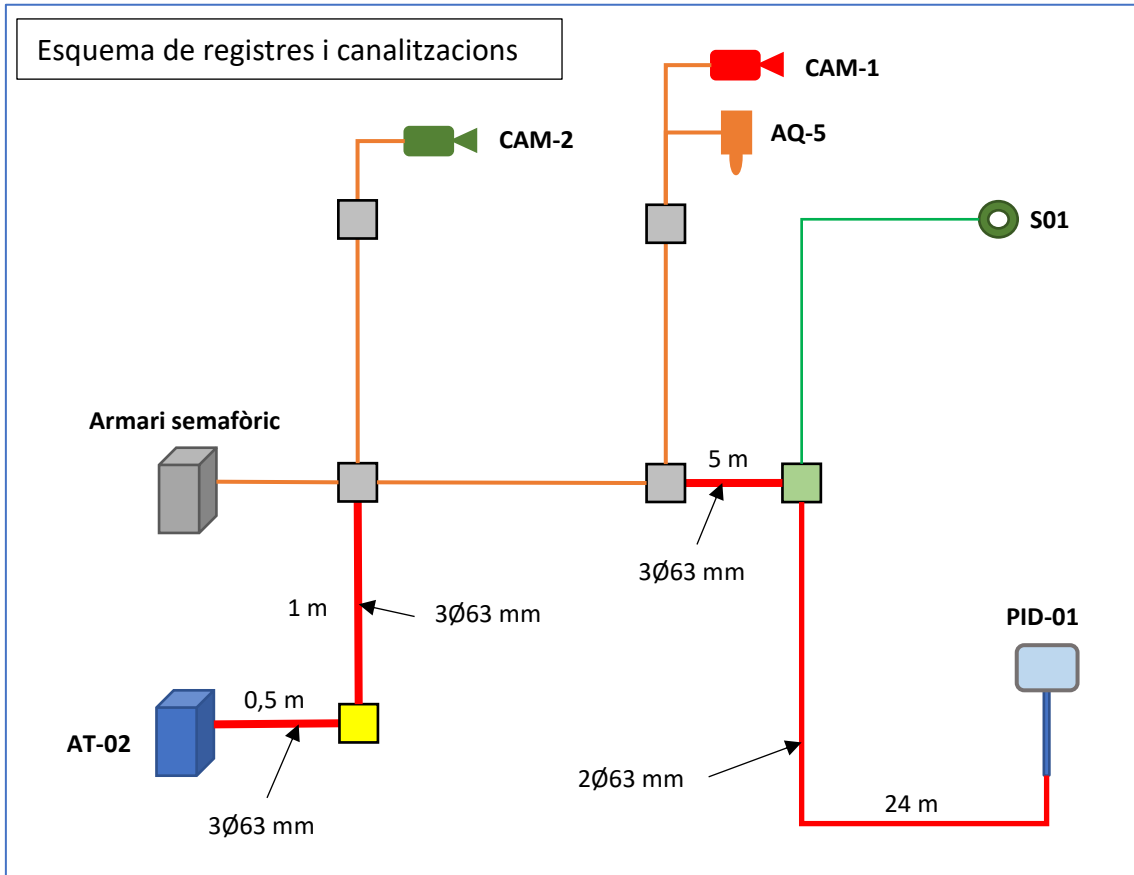 Esquema de registres i canalitzacions
CAM-1
AQ-5
CAM-2
S01
Armari semafòric
5 m
3Ø63 mm
1 m
3Ø63 mm
PID-01
0,5 m
AT-02
2Ø63 mm
24 m
3Ø63 mm